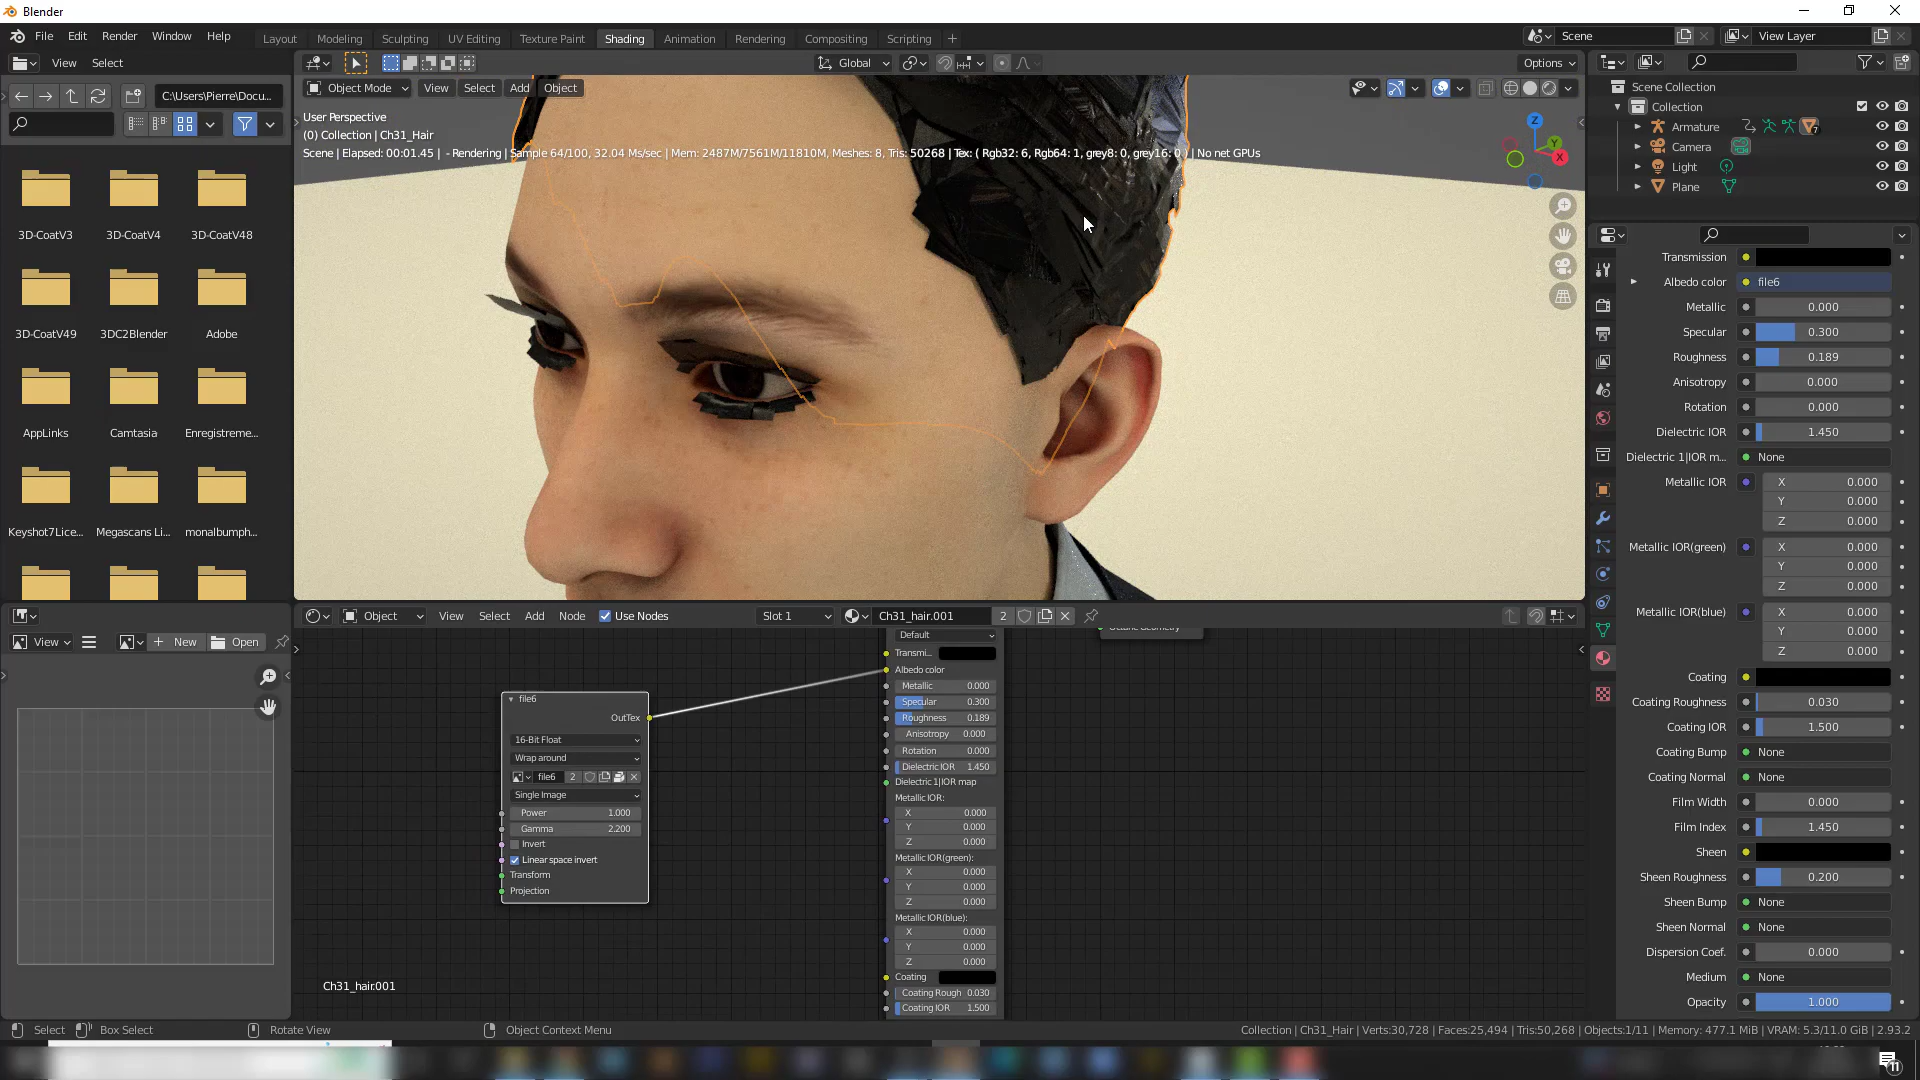 Blender
File Edit Render Window Help
Layout Modeling Sculpting UV Editing Texture Paint Shading Animation Rendering Compositing Scripting
Scene
View Layer
View Select
Global
Options
C:\Users\Pierre\Docu...
Object Mode View Select Add Object
User Perspective
(0) Collection | Ch31_Hair
Scene | Elapsed: 00:01.45 | - Rendering | Sample 64/100, 32.04 Ms/sec | Mem: 2487M/7561M/11810M, Meshes: 8, Tris: 50268 | Tex: ( Rgb32: 6, Rgb64: 1, grey8: 0, grey16: 0 ) | No net GPUs
Z
Y
X
3D-CoatV3 3D-CoatV4 3D-CoatV48
3D-CoatV49 3DC2Blender Adobe
AppLinks Camtasia Enregistreme...
Keyshot7Lice... Megascans Li... monalbumph...
Scene Collection
Collection
Armature
7
Camera
Light
Plane
Transmission
Albedo color file6
Metallic 0.000
Specular 0.300
Roughness 0.189
Anisotropy 0.000
Rotation 0.000
Dielectric IOR 1.450
Dielectric 1|IOR m... None
Metallic IOR X 0.000
Y 0.000
Z 0.000
Metallic IOR(green) X 0.000
Y 0.000
Z 0.000
Metallic IOR(blue) X 0.000
Y 0.000
Z 0.000
Coating
Coating Roughness 0.030
Coating IOR 1.500
Coating Bump None
Coating Normal None
Film Width 0.000
Film Index 1.450
Sheen
Sheen Roughness 0.200
Sheen Bump None
Sheen Normal None
Dispersion Coef. 0.000
Medium None
Opacity 1.000
View New Open
Object View Select Add Node Use Nodes Slot 1 Ch31_hair.001 2
Octane Geometry
file6
OutTex
16-Bit Float
Wrap around
file6 2
Single Image
Power 1.000
Gamma 2.200
Invert
Linear space invert
Transform
Projection
Default
Transmi...
Albedo color
Metallic 0.000
Specular 0.300
Roughness 0.189
Anisotropy 0.000
Rotation 0.000
Dielectric IOR 1.450
Dielectric 1|IOR map
Metallic IOR:
X 0.000
Y 0.000
Z 0.000
Metallic IOR(green):
X 0.000
Y 0.000
Z 0.000
Metallic IOR(blue):
X 0.000
Y 0.000
Z 0.000
Coating
Coating Rough 0.030
Coating IOR 1.500
Ch31_hair.001
Select Box Select Rotate View Object Context Menu
Collection | Ch31_Hair | Verts:30,728 | Faces:25,494 | Tris:50,268 | Objects:1/11 | Memory: 477.1 MiB | VRAM: 5.3/11.0 GiB | 2.93.2
11